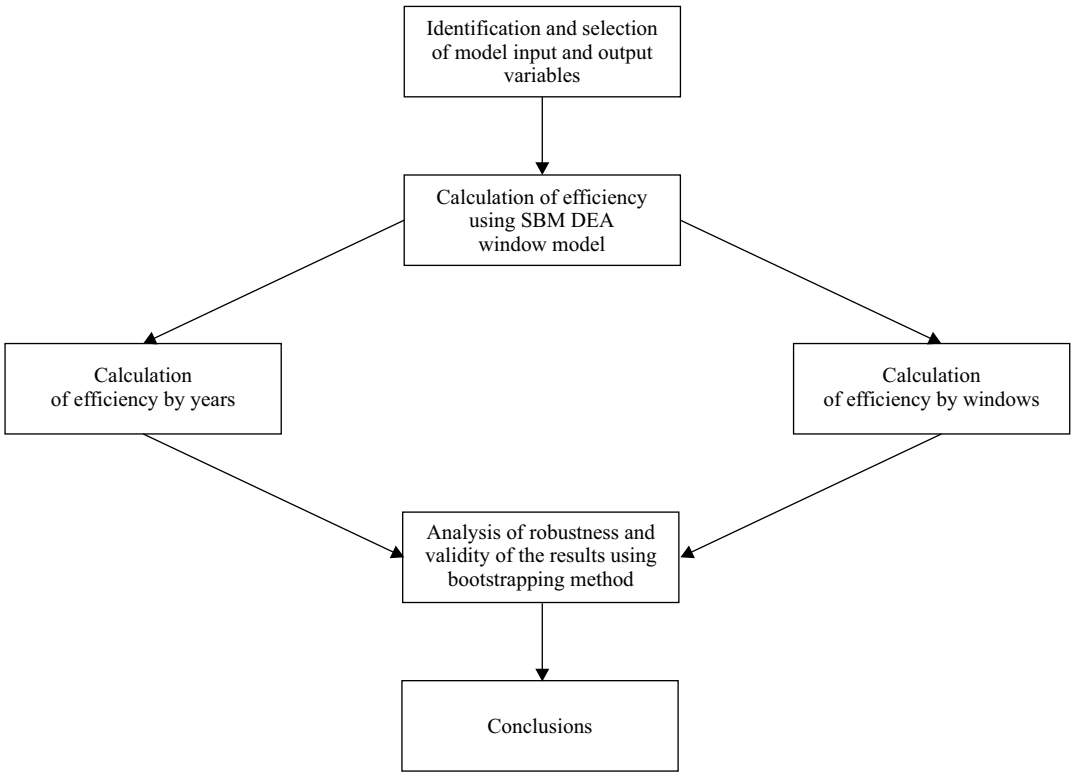 Identification and selection
of model input and output
variables
Calculation of efficiency
using SBM DEA
window model
Calculation
of efficiency by years
Calculation
of efficiency by windows
Analysis of robustness and
validity of the results using
bootstrapping method
Conclusions